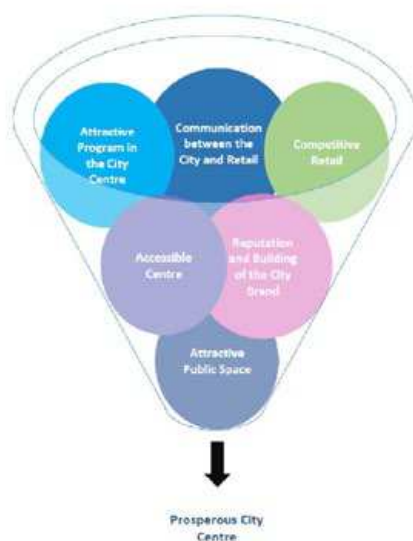 Attractive
Program in
the City
Centre
Communication
between the
City and Retail
Competitive
Retail
Accessible
Centre
Reputation
and Building
of the City
Brand
Attractive
Public Space
Prosperous City
Centre